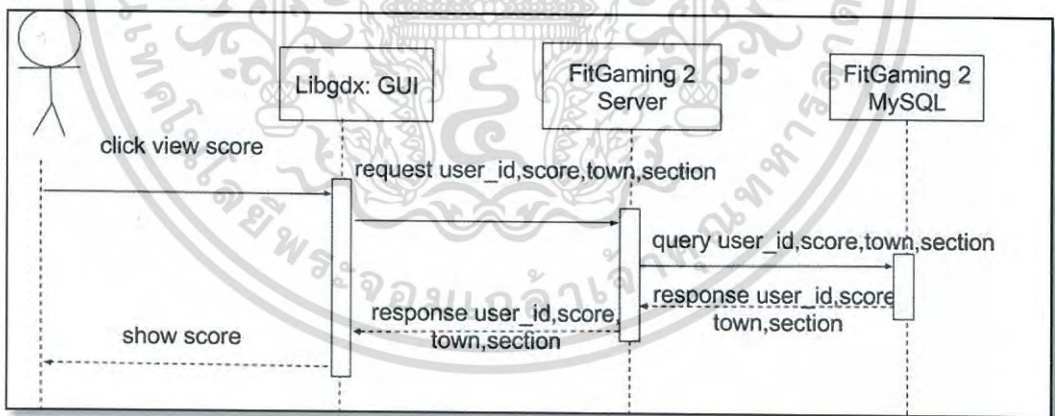 Libgdx: GUI
FitGaming 2
Server
FitGaming 2
MySQL
click view score
request user_id,score,town,section
query user_id,score,town,section
response user_id,score
town,section
response user_id,score,
town,section
show score